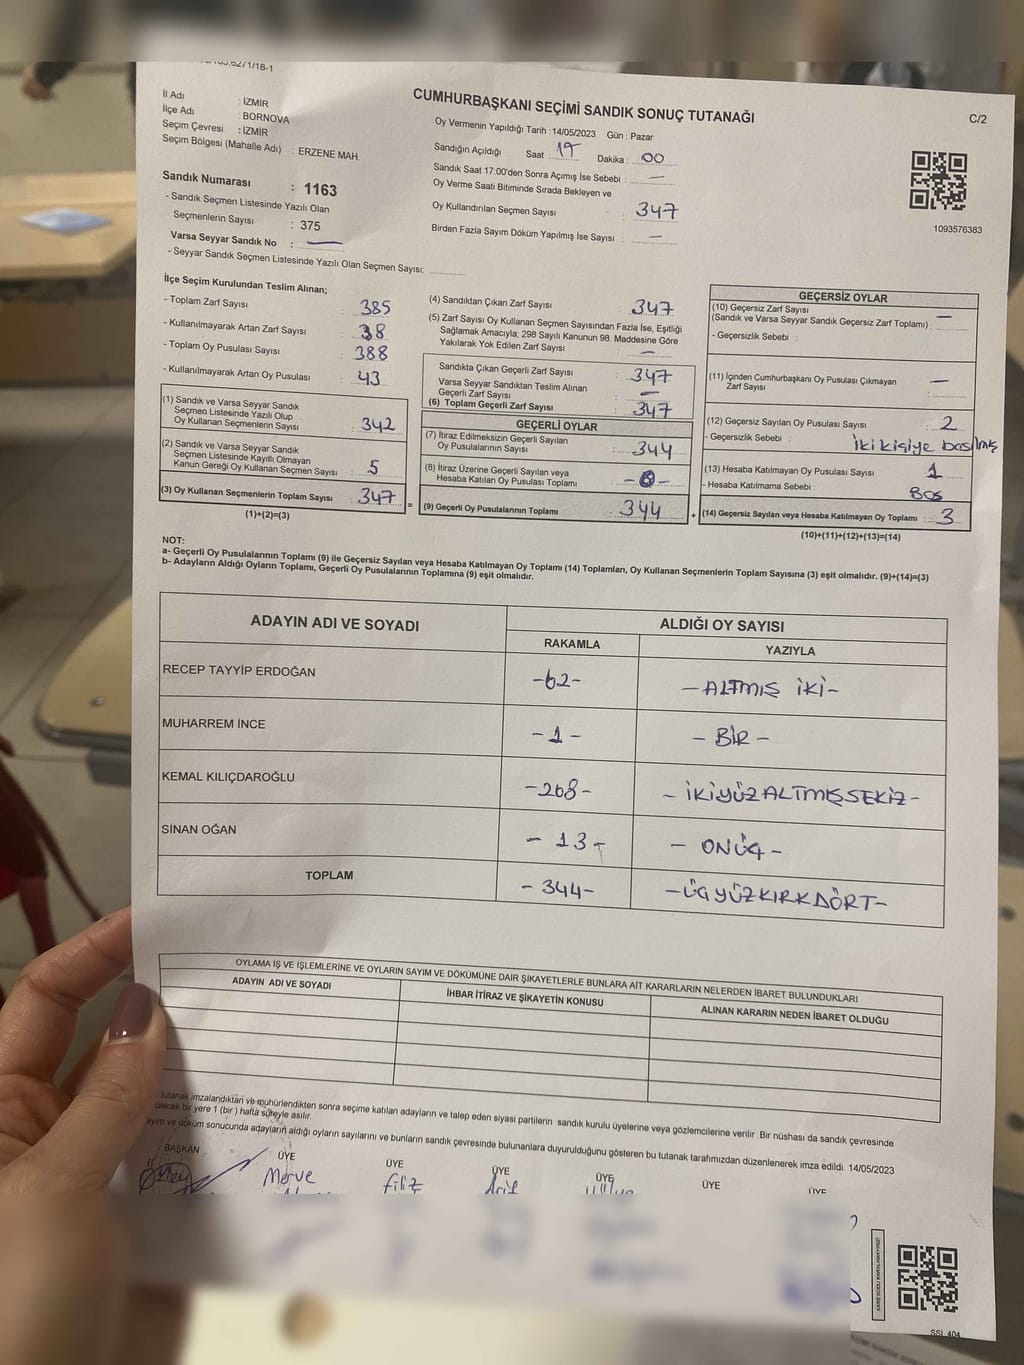 CUMHURBAŞKANI SEÇİMİ SANDIK SONUÇ TUTANAĞI
C/2
İl Adı : İZMİR
İlçe Adı : BORNOVA
Seçim Çevresi : İZMİR
Seçim Bölgesi (Mahalle Adı) : ERZENE MAH.
Sandık Numarası : 1163
- Sandık Seçmen Listesinde Yazılı Olan
Seçmenlerin Sayısı : 375
Varsa Seyyar Sandık No : —
- Seyyar Sandık Seçmen Listesinde Yazılı Olan Seçmen Sayısı:
Oy Vermenin Yapıldığı Tarih :14/05/2023 Gün : Pazar
Sandığın Açıldığı Saat : Dakika : 00
Sandık Saat 17:00'den Sonra Açımış İse Sebebi : —
Oy Verme Saati Bitiminde Sırada Bekleyen ve
Oy Kullandırılan Seçmen Sayısı : 347
Birden Fazla Sayım Döküm Yapılmış İse Sayısı : —
1093576383
İlçe Seçim Kurulundan Teslim Alınan;
- Toplam Zarf Sayısı : 385
- Kullanılmayarak Artan Zarf Sayısı : 38
- Toplam Oy Pusulası Sayısı : 388
- Kullanılmayarak Artan Oy Pusulası : 43
(1) Sandık ve Varsa Seyyar Sandık
Seçmen Listesinde Yazılı Olup
Oy Kullanan Seçmenlerin Sayısı : 342
(2) Sandık ve Varsa Seyyar Sandık
Seçmen Listesinde Kayıtlı Olmayan
Kanun Gereği Oy Kullanan Seçmen Sayısı : 5
(3) Oy Kullanan Seçmenlerin Toplam Sayısı : 347
(1)+(2)=(3)
(4) Sandıktan Çıkan Zarf Sayısı : 347
(5) Zarf Sayısı Oy Kullanan Seçmen Sayısından Fazla İse, Eşitliği
Sağlamak Amacıyla, 298 Sayılı Kanunun 98. Maddesine Göre
Yakılarak Yok Edilen Zarf Sayısı : —
Sandıkta Çıkan Geçerli Zarf Sayısı : 347
Varsa Seyyar Sandıktan Teslim Alınan
Geçerli Zarf Sayısı : —
(6) Toplam Geçerli Zarf Sayısı : 347
GEÇERLİ OYLAR
(7) İtiraz Edilmeksizin Geçerli Sayılan
Oy Pusulalarının Sayısı : 344
(8) İtiraz Üzerine Geçerli Sayılan veya
Hesaba Katılan Oy Pusulası Toplamı : -0-
= (9) Geçerli Oy Pusulalarının Toplamı : 344 +
GEÇERSİZ OYLAR
(10) Geçersiz Zarf Sayısı
(Sandık ve Varsa Seyyar Sandık Geçersiz Zarf Toplamı) : —
- Geçersizlik Sebebi :
(11) İçinden Cumhurbaşkanı Oy Pusulası Çıkmayan
Zarf Sayısı : —
(12) Geçersiz Sayılan Oy Pusulası Sayısı : 2
- Geçersizlik Sebebi : İki kişiye basılmış
(13) Hesaba Katılmayan Oy Pusulası Sayısı : 1
- Hesaba Katılmama Sebebi : BOŞ
(14) Geçersiz Sayılan veya Hesaba Katılmayan Oy Toplamı : 3
(10)+(11)+(12)+(13)=(14)
NOT:
a- Geçerli Oy Pusulalarının Toplamı (9) ile Geçersiz Sayılan veya Hesaba Katılmayan Oy Toplamı (14) Toplamları, Oy Kullanan Seçmenlerin Toplam Sayısına (3) eşit olmalıdır. (9)+(14)=(3)
b- Adayların Aldığı Oyların Toplamı, Geçerli Oy Pusulalarının Toplamına (9) eşit olmalıdır.
ADAYIN ADI VE SOYADI
ALDIĞI OY SAYISI
RAKAMLA YAZIYLA
RECEP TAYYİP ERDOĞAN -62- -ALTMIŞ İKİ-
MUHARREM İNCE -1- -BİR-
KEMAL KILIÇDAROĞLU -268- -İKİYÜZALTMIŞSEKİZ-
SİNAN OĞAN -13- -ONÜÇ-
TOPLAM -344- -ÜÇYÜZKIRKDÖRT-
OYLAMA İŞ VE İŞLEMLERİNE VE OYLARIN SAYIM VE DÖKÜMÜNE DAİR ŞİKAYETLERLE BUNLARA AİT KARARLARIN NELERDEN İBARET BULUNDUKLARI
ADAYIN ADI VE SOYADI İHBAR İTİRAZ VE ŞİKAYETİN KONUSU ALINAN KARARIN NEDEN İBARET OLDUĞU
tutanak imzalandıktan ve mühürlendikten sonra seçime katılan adayların ve talep eden siyasi partilerin sandık kurulu üyelerine veya gözlemcilerine verilir. Bir nüshası da sandık çevresinde
bir yere 1 (bir) hafta süreyle asılır.
ve döküm sonucunda adayların aldığı oyların sayılarını ve bunların sandık çevresinde bulunanlara duyurulduğunu gösteren bu tutanak tarafımızdan düzenlenerek imza edildi. 14/05/2023
BAŞKAN ÜYE ÜYE ÜYE ÜYE ÜYE ÜYE
Merve Filiz Arif
SSL 404